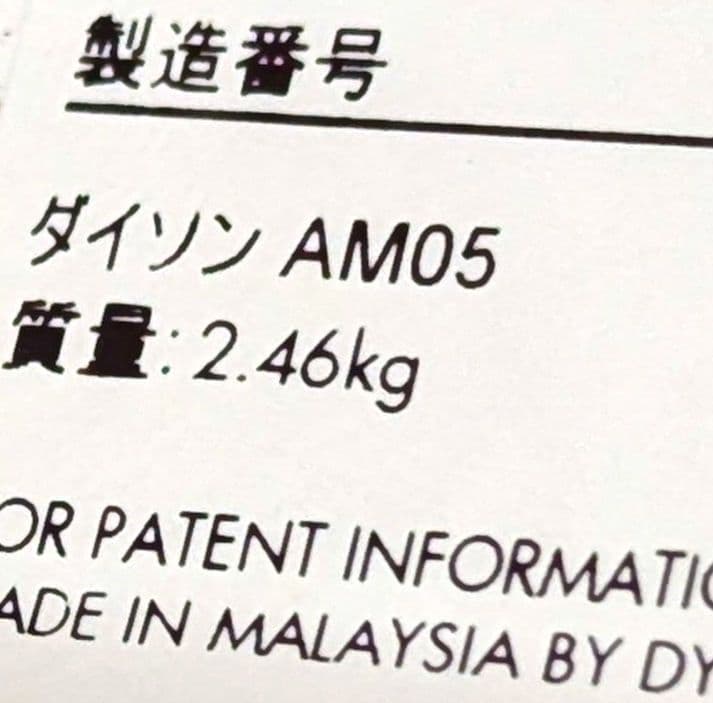 製造番号
ダイソン AM05
質量: 2.46kg
OR PATENT INFORMATIO
ADE IN MALAYSIA BY DY